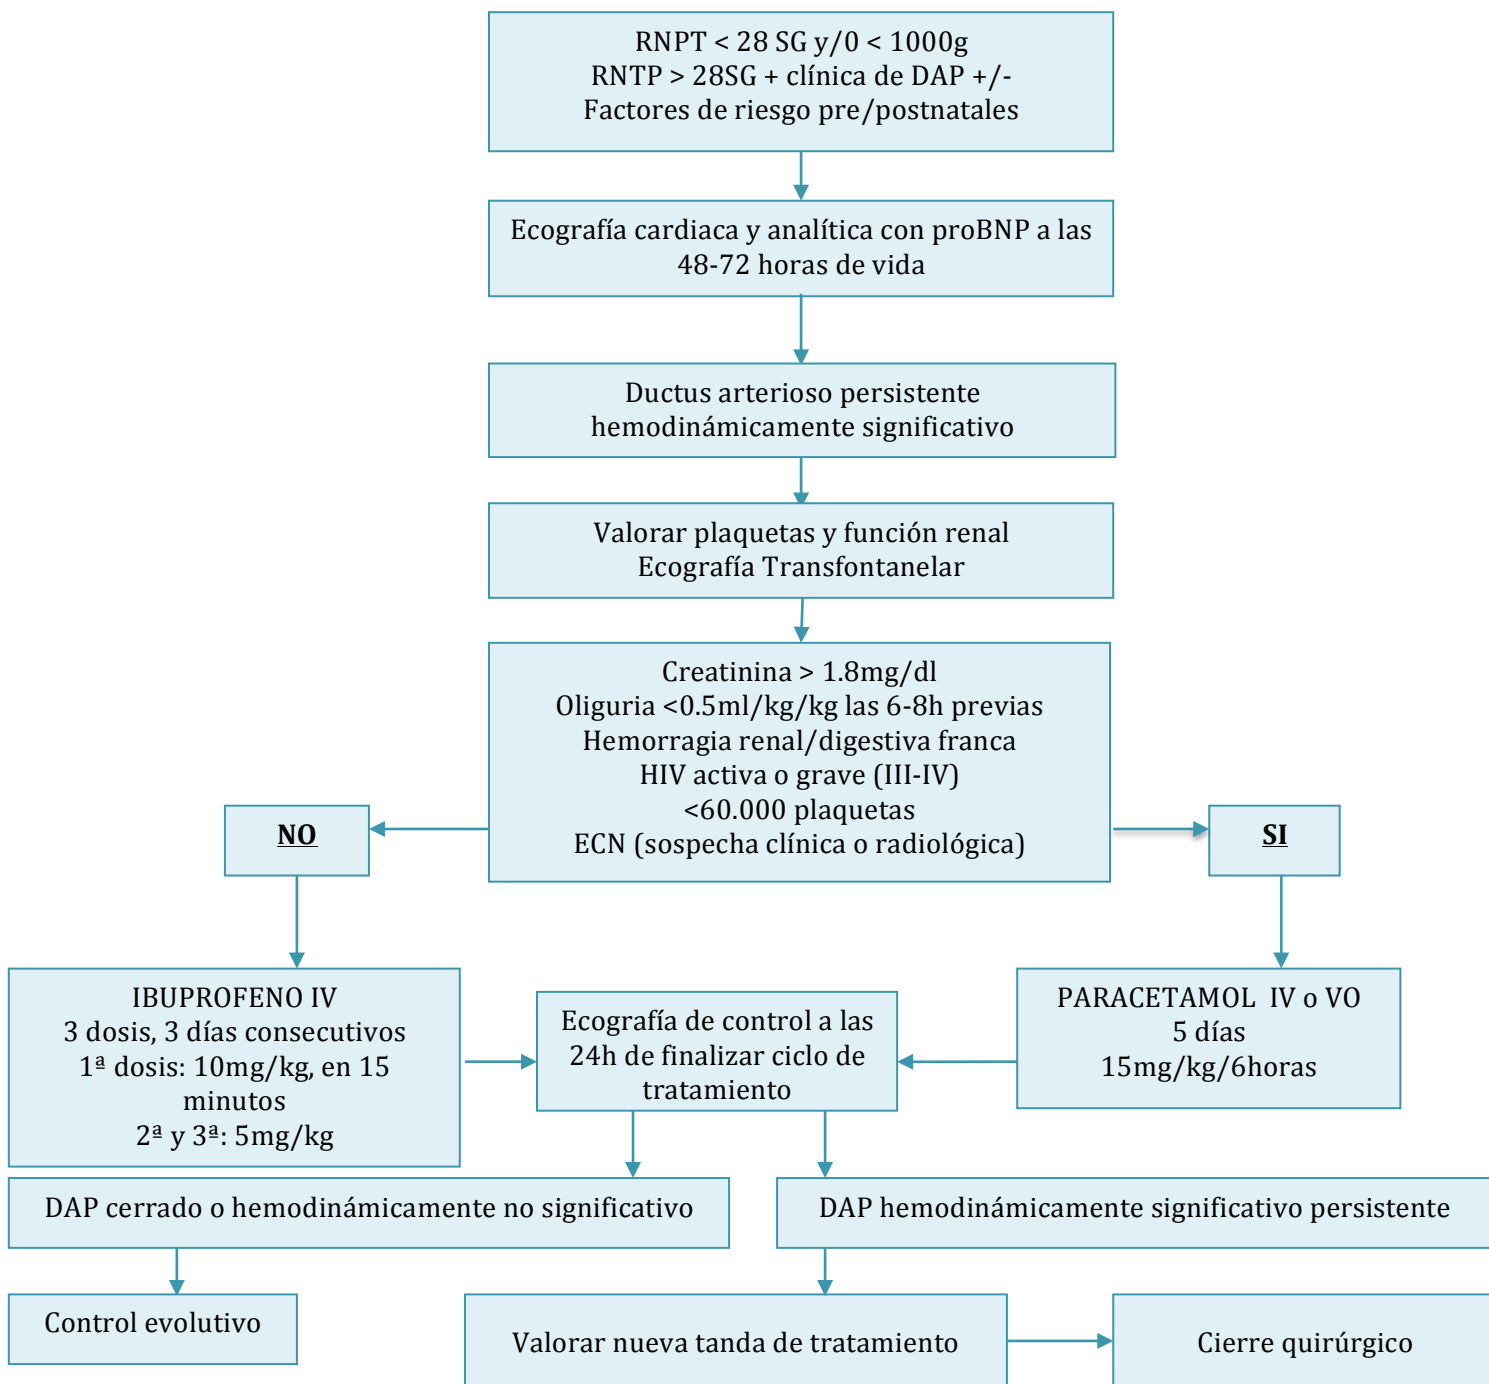 RNPT < 28 SG y/0 < 1000g
RNTP > 28SG + clínica de DAP +/-
Factores de riesgo pre/postnatales
Ecografía cardiaca y analítica con proBNP a las
48-72 horas de vida
Ductus arterioso persistente
hemodinámicamente significativo
Valorar plaquetas y función renal
Ecografía Transfontanelar
Creatinina > 1.8mg/dl
Oliguria <0.5ml/kg/kg las 6-8h previas
Hemorragia renal/digestiva franca
HIV activa o grave (III-IV)
<60.000 plaquetas
ECN (sospecha clínica o radiológica)
NO
SI
IBUPROFENO IV
3 dosis, 3 días consecutivos
1ª dosis: 10mg/kg, en 15
minutos
2ª y 3ª: 5mg/kg
Ecografía de control a las
24h de finalizar ciclo de
tratamiento
PARACETAMOL IV o VO
5 días
15mg/kg/6horas
DAP cerrado o hemodinámicamente no significativo
DAP hemodinámicamente significativo persistente
Control evolutivo
Valorar nueva tanda de tratamiento
Cierre quirúrgico